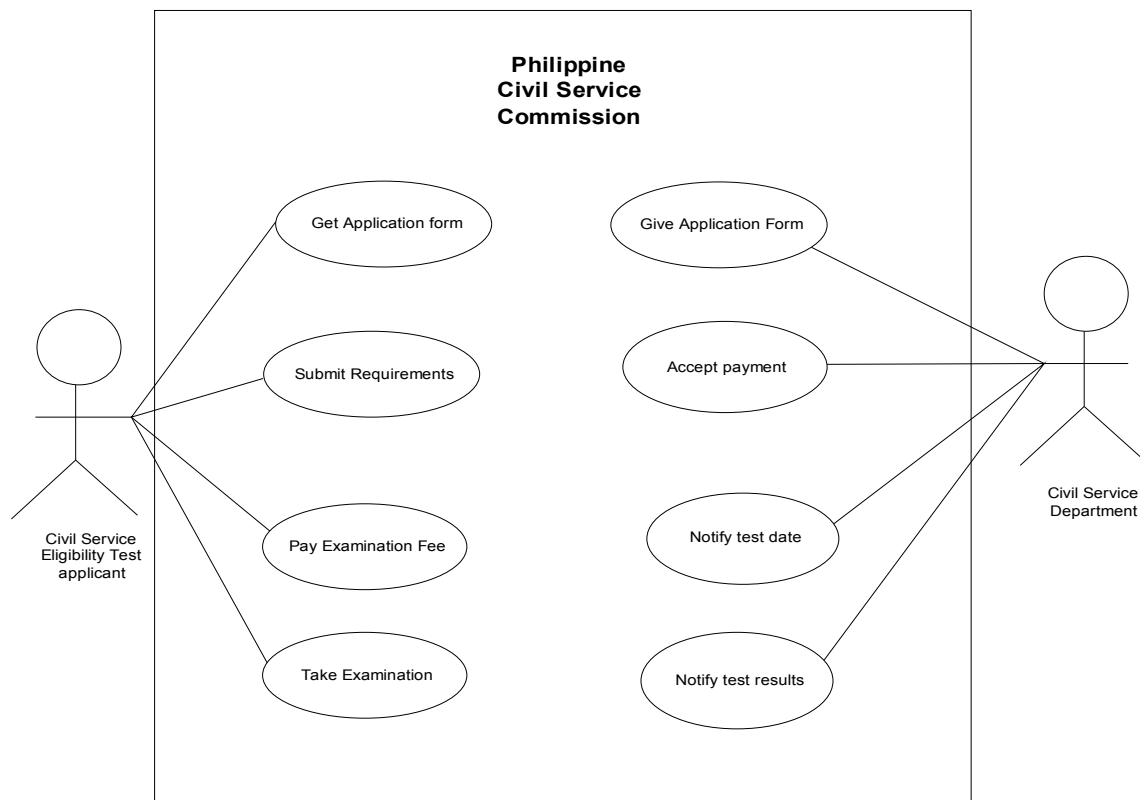 Philippine
Civil Service
Commission
Get Application form
Give Application Form
Submit Requirements
Accept payment
Civil Service
Department
Civil Service
Eligibility Test
applicant
Pay Examination Fee
Notify test date
Take Examination
Notify test results